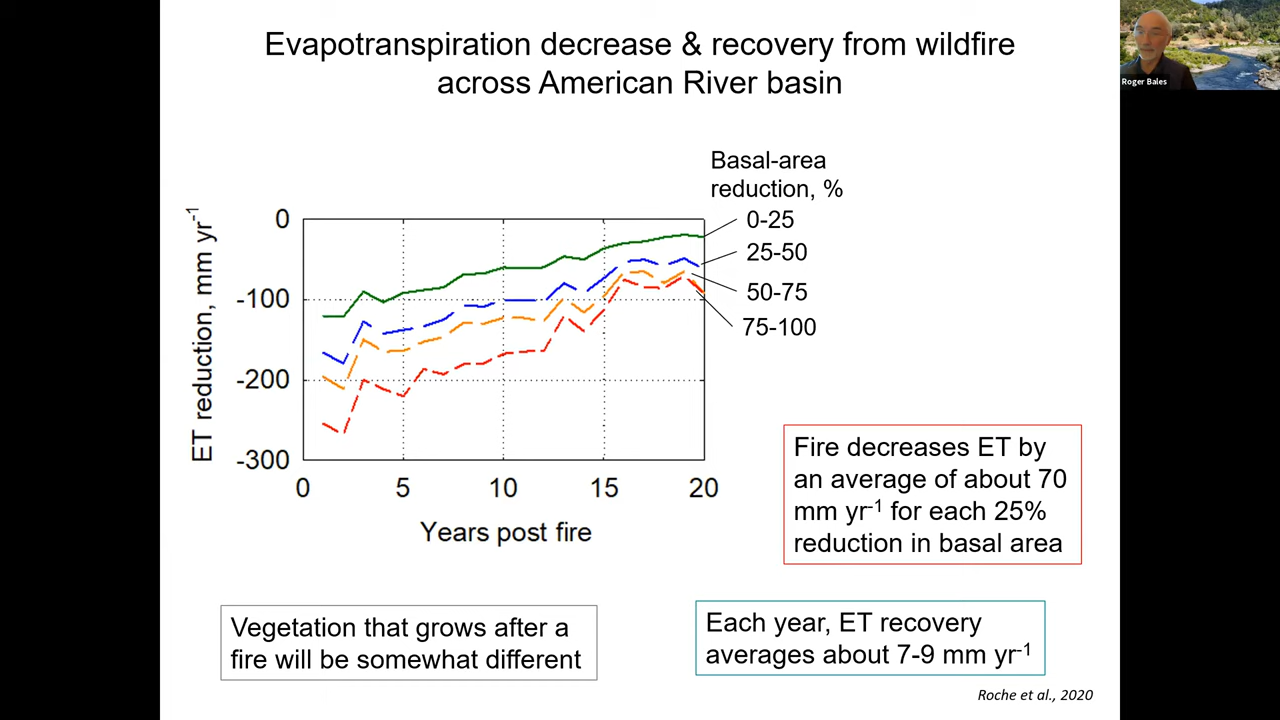 Evapotranspiration decrease & recovery from wildfire
across American River basin
Roger Bales
Basal-area
reduction, %
0-25
25-50
50-75
75-100
ET reduction, mm yr-1
0
-100
-200
-300
0 5 10 15 20
Years post fire
Fire decreases ET by
an average of about 70
mm yr-1 for each 25%
reduction in basal area
Vegetation that grows after a
fire will be somewhat different
Each year, ET recovery
averages about 7-9 mm yr-1
Roche et al., 2020